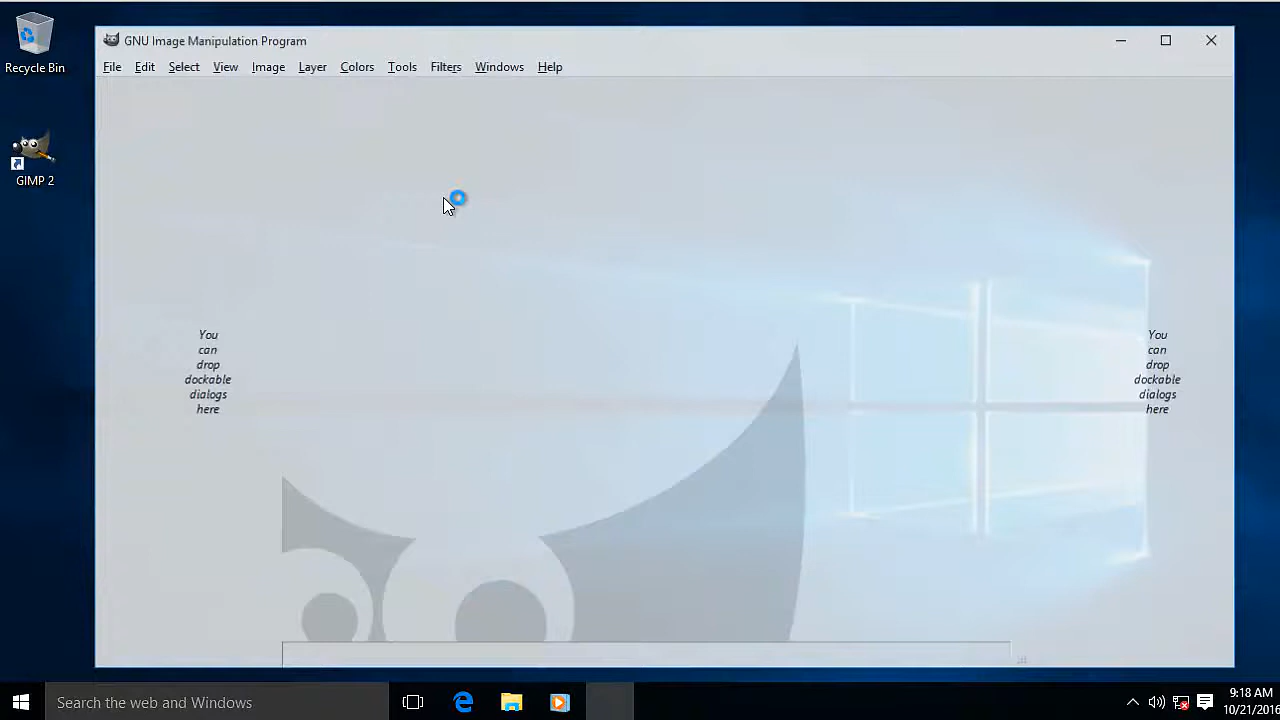 GNU Image Manipulation Program
File Edit Select View Image Layer Colors Tools Filters Windows Help
Recycle Bin
GIMP 2
You
can
drop
dockable
dialogs
here
You
can
drop
dockable
dialogs
here
Search the web and Windows
9:18 AM
10/21/2016